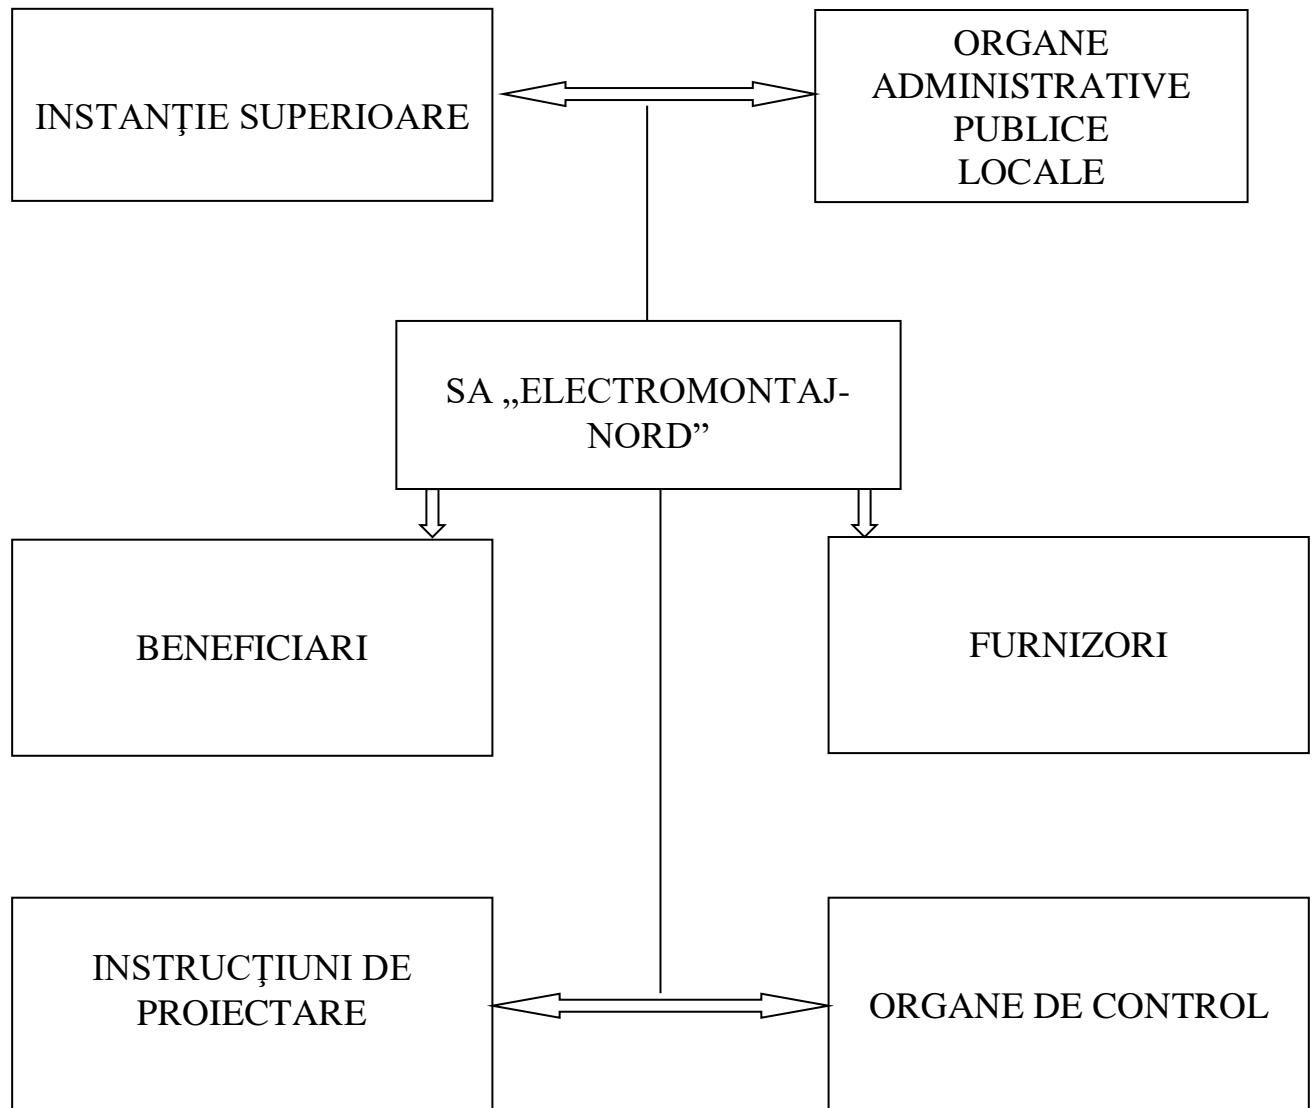 INSTANŢIE SUPERIOARE
ORGANE
ADMINISTRATIVE
PUBLICE
LOCALE
SA „ELECTROMONTAJ-
NORD”
BENEFICIARI
FURNIZORI
INSTRUCŢIUNI DE
PROIECTARE
ORGANE DE CONTROL